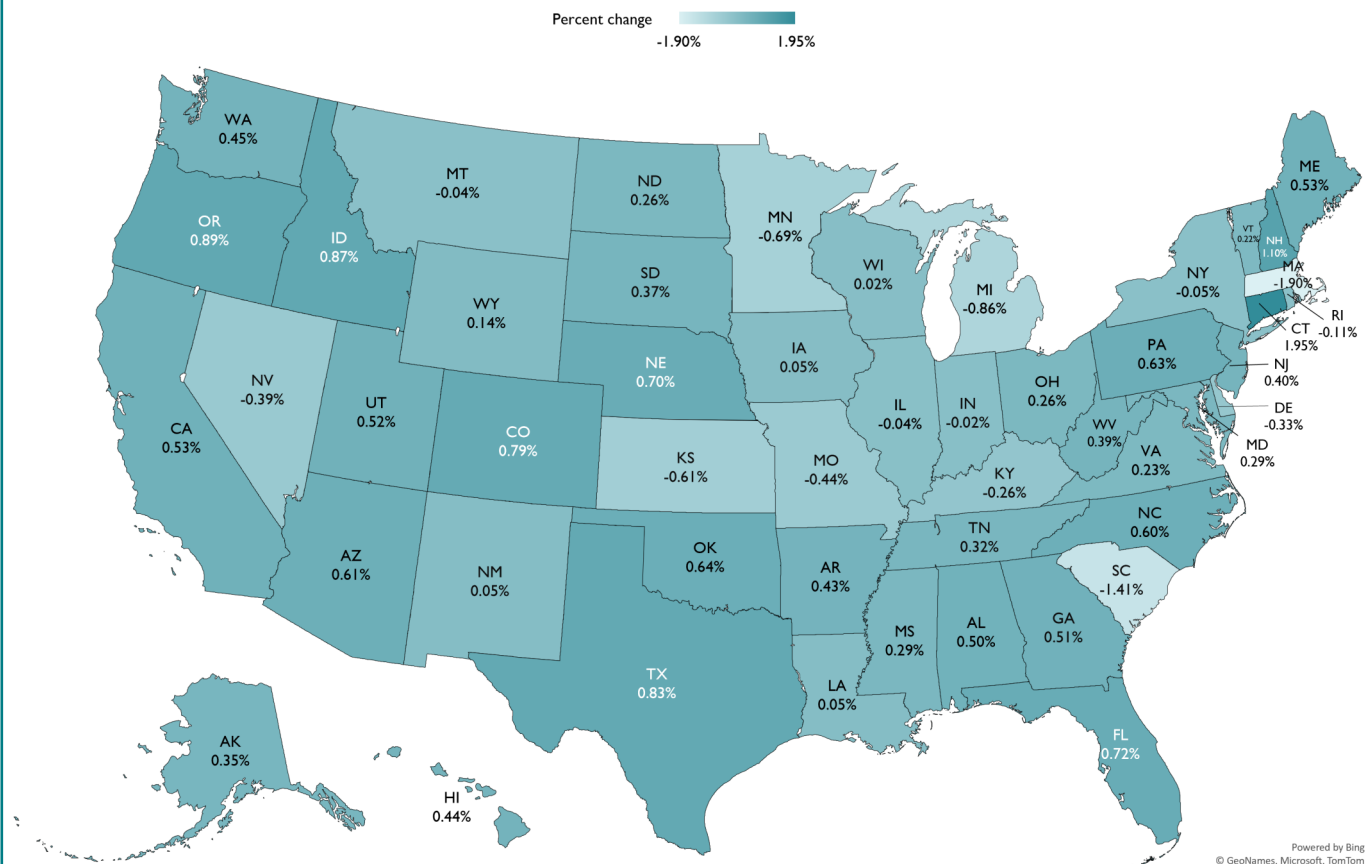 Percent change
-1.90% 1.95%
WA
0.45%
OR
0.89%
ID
0.87%
MT
-0.04%
ND
0.26%
MN
-0.69%
WI
0.02%
MI
-0.86%
SD
0.37%
WY
0.14%
NE
0.70%
IA
0.05%
NV
-0.39%
UT
0.52%
CO
0.79%
CA
0.53%
KS
-0.61%
MO
-0.44%
IL
-0.04%
IN
-0.02%
OH
0.26%
KY
-0.26%
WV
0.39%
VA
0.23%
PA
0.63%
NY
-0.05%
VT
0.22%
NH
1.10%
ME
0.53%
MA
-1.90%
RI
-0.11%
CT
1.95%
NJ
0.40%
DE
-0.33%
MD
0.29%
NC
0.60%
TN
0.32%
SC
-1.41%
GA
0.51%
AL
0.50%
MS
0.29%
AR
0.43%
LA
0.05%
OK
0.64%
TX
0.83%
NM
0.05%
AZ
0.61%
FL
0.72%
AK
0.35%
HI
0.44%
Powered by Bing
© GeoNames, Microsoft, TomTom